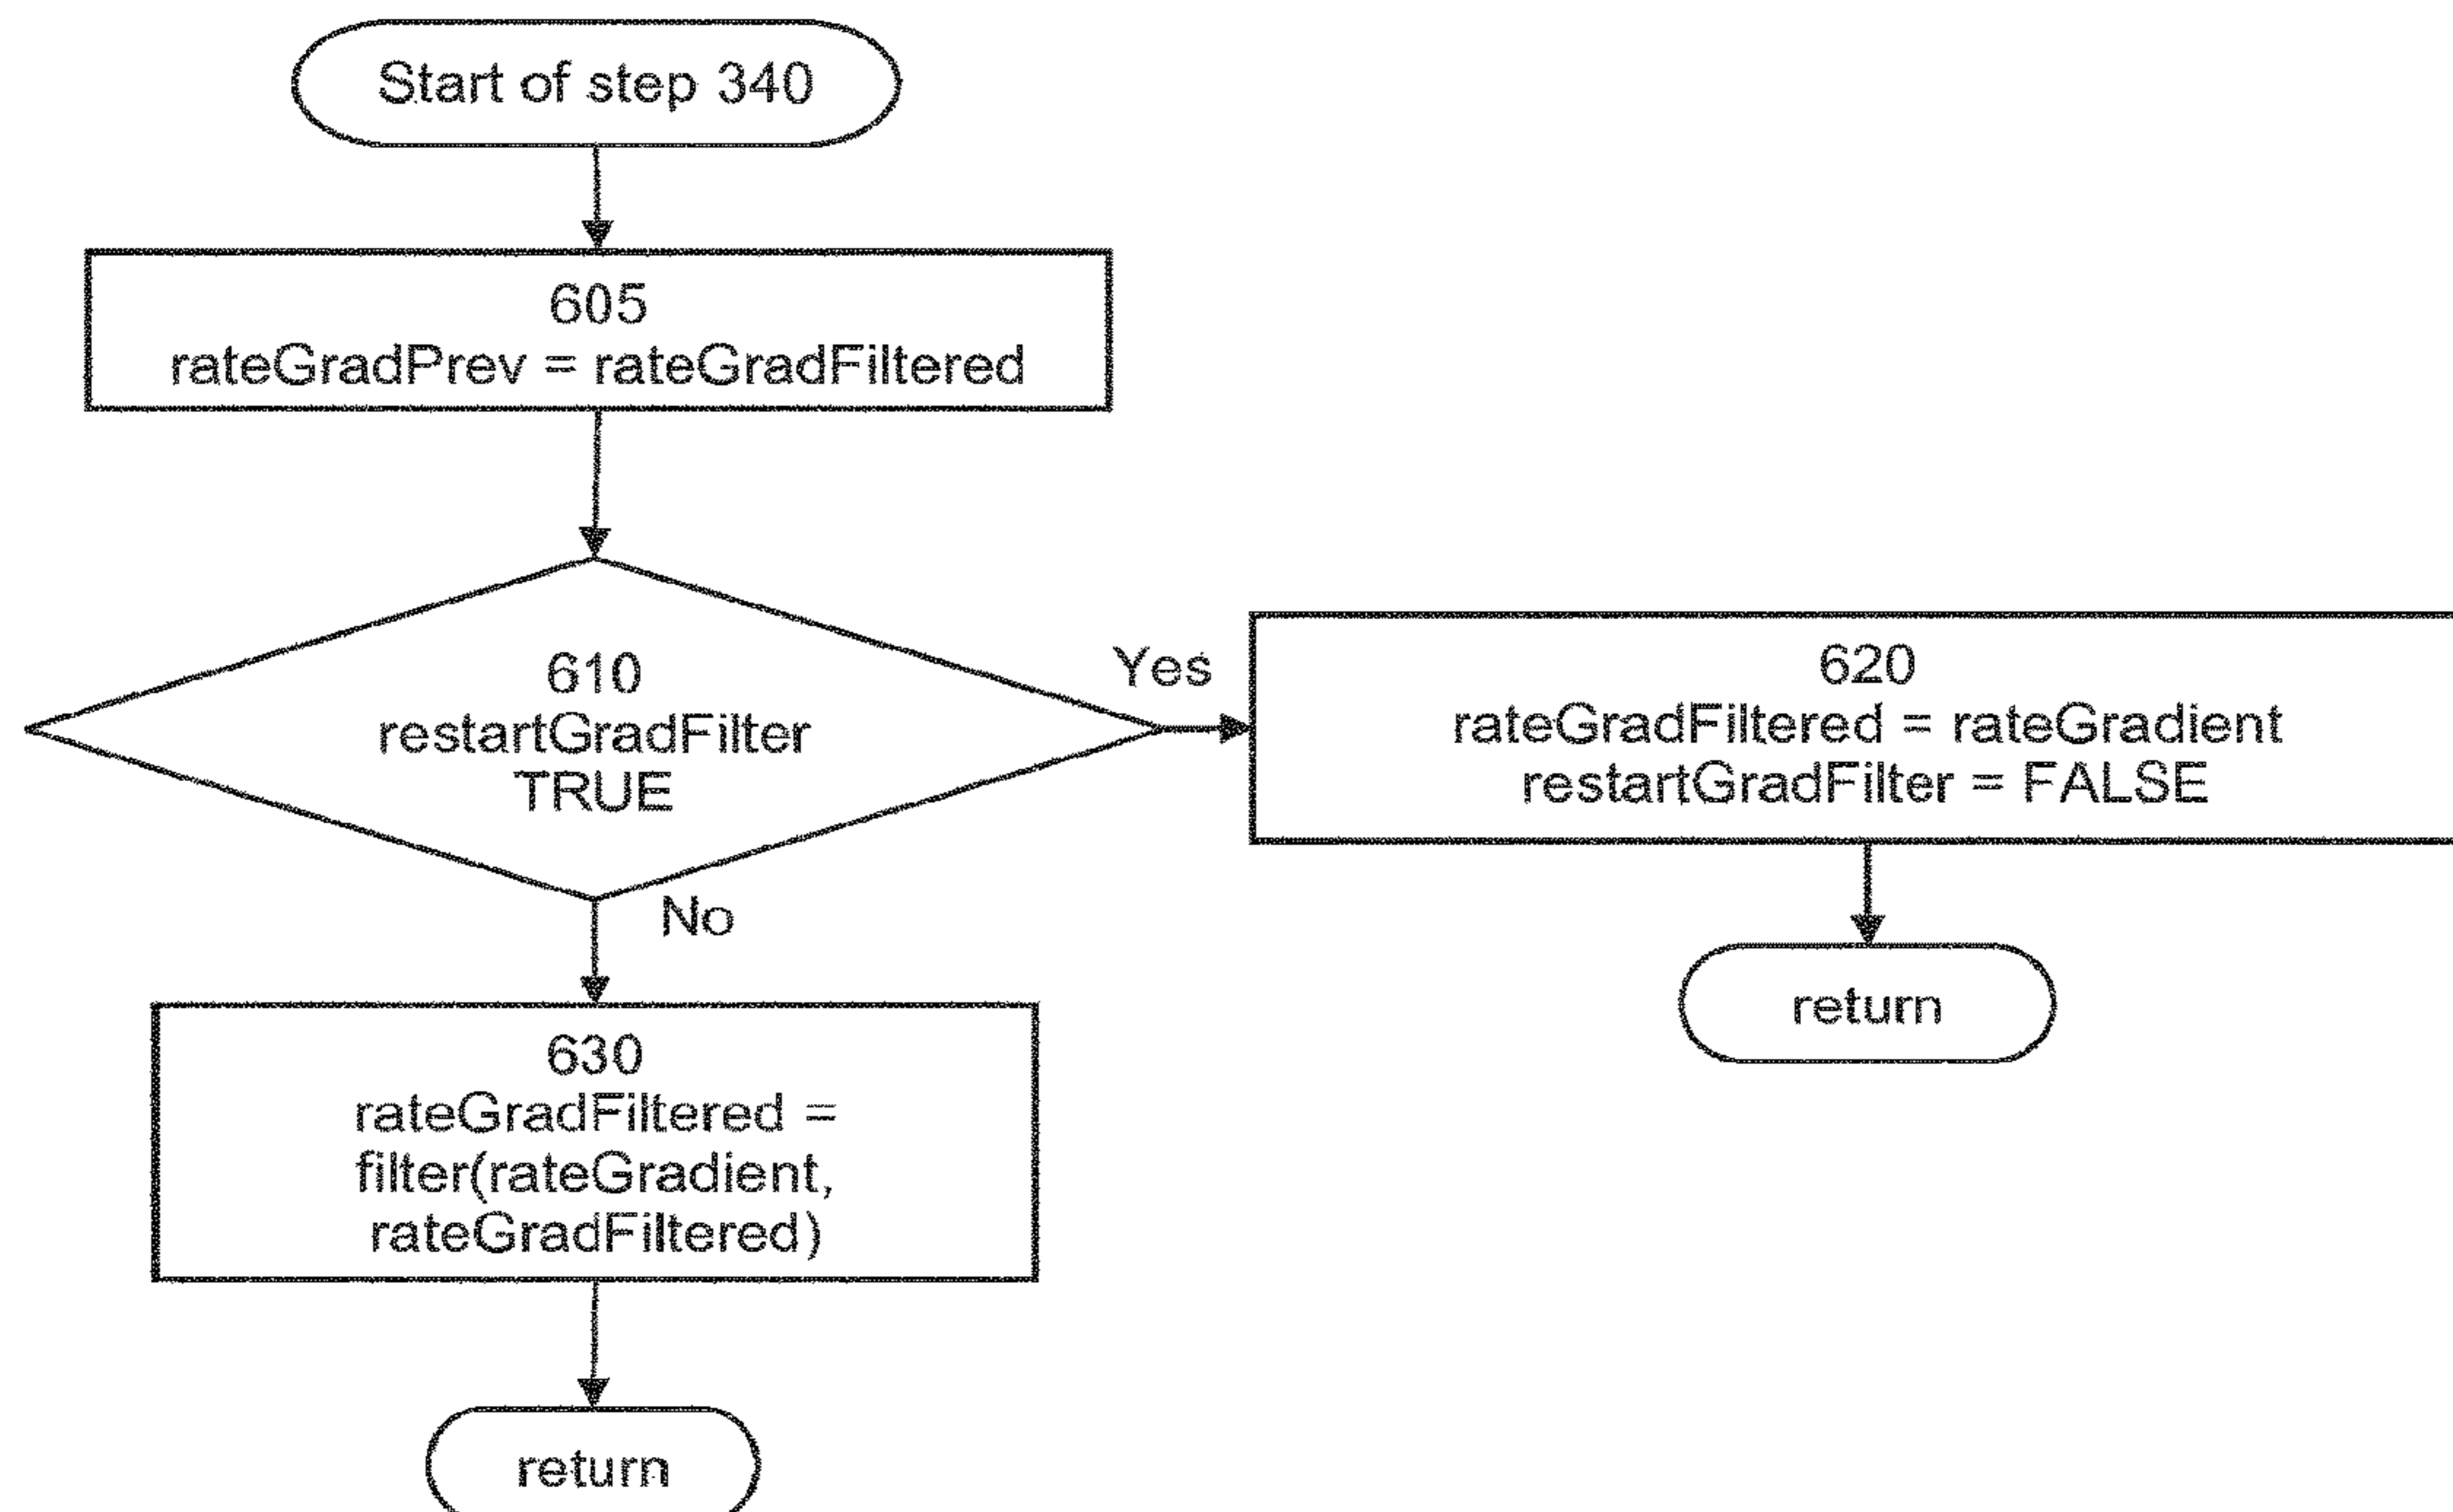 Start of step 340
605
rateGradPrev = rateGradFiltered
610
restartGradFilter
TRUE
Yes
620
rateGradFiltered = rateGradient
restartGradFilter = FALSE
return
No
630
rateGradFiltered =
filter(rateGradient,
rateGradFiltered)
return